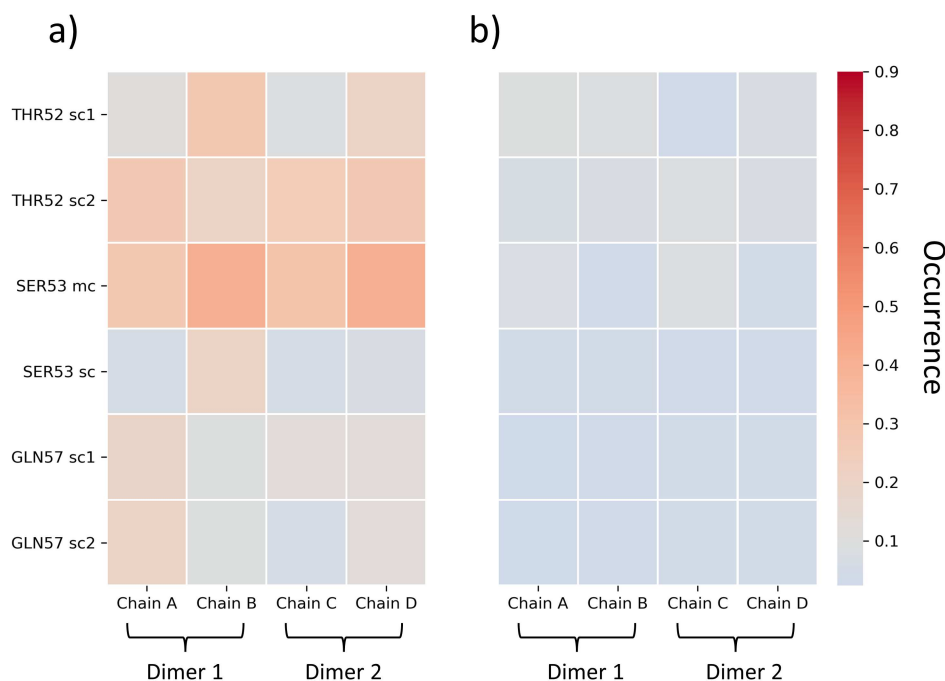 a)
b)
THR52 sc1
THR52 sc2
SER53 mc
SER53 sc
GLN57 sc1
GLN57 sc2
Chain A Chain B Chain C Chain D
Dimer 1 Dimer 2
Chain A Chain B Chain C Chain D
Dimer 1 Dimer 2
0.9
0.8
0.7
0.6
0.5
0.4
0.3
0.2
0.1
Occurrence